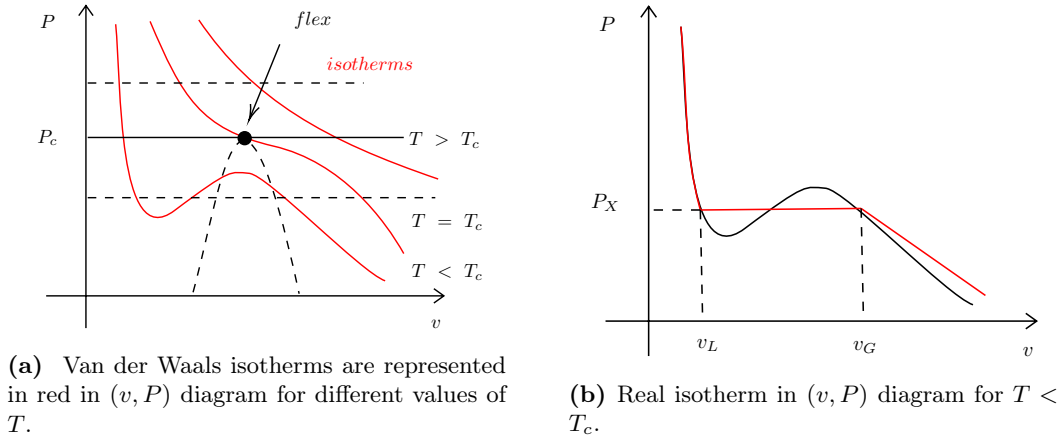 P
flex
isotherms
P_c
T > T_c
T = T_c
T < T_c
v
(a) Van der Waals isotherms are represented
in red in (v, P) diagram for different values of
T.
P
P_X
v_L
v_G
v
(b) Real isotherm in (v, P) diagram for T <
T_c.